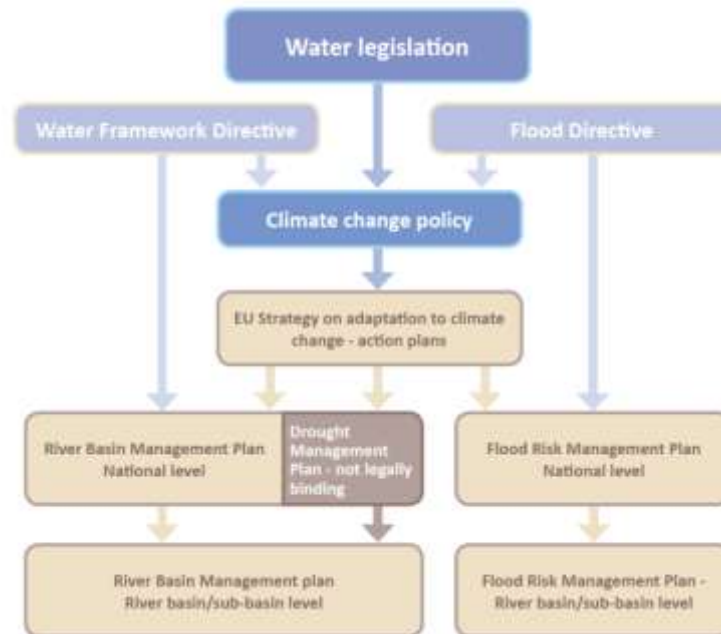 Water legislation
Water Framework Directive
Flood Directive
Climate change policy
EU Strategy on adaptation to climate
change - action plans
River Basin Management Plan
National level
Drought
Management
Plan - not legally
binding
Flood Risk Management Plan
National level
River Basin Management plan
River basin/sub-basin level
Flood Risk Management Plan -
River basin/sub-basin level